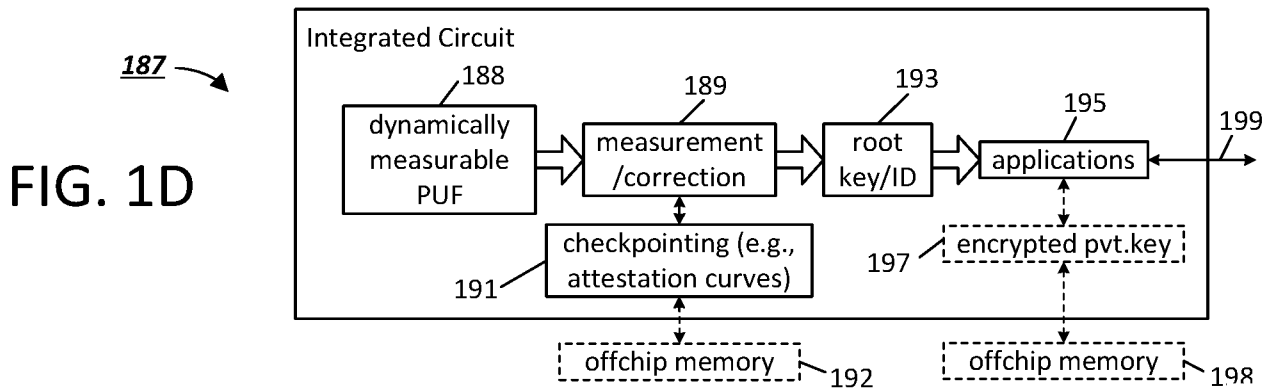 Integrated Circuit
187
188
189
193
195
199
dynamically
measurable
PUF
measurement
/correction
root
key/ID
applications
FIG. 1D
checkpointing (e.g.,
attestation curves)
191
encrypted pvt.key
197
offchip memory
192
offchip memory
198